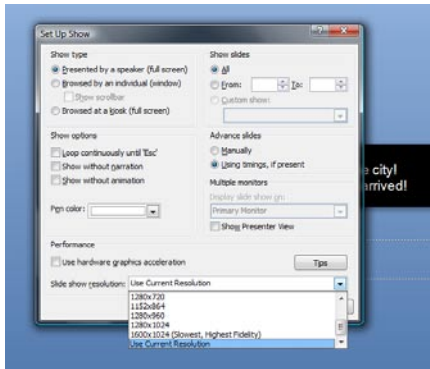 Set Up Show
Show type
Presented by a speaker (full screen)
Browsed by an individual (window)
Show scrollbar
Browsed at a kiosk (full screen)
Show slides
All
From:
To:
Custom show:
Show options
Loop continuously until 'Esc'
Show without narration
Show without animation
Pen color:
Advance slides
Manually
Using timings, if present
Multiple monitors
Display slide show on:
Primary Monitor
Show Presenter View
Performance
Use hardware graphics acceleration
Tips
Slide show resolution:
Use Current Resolution
1280x720
1152x864
1280x960
1280x1024
1600x1024 (Slowest, Highest Fidelity)
Use Current Resolution
city!
arrived!